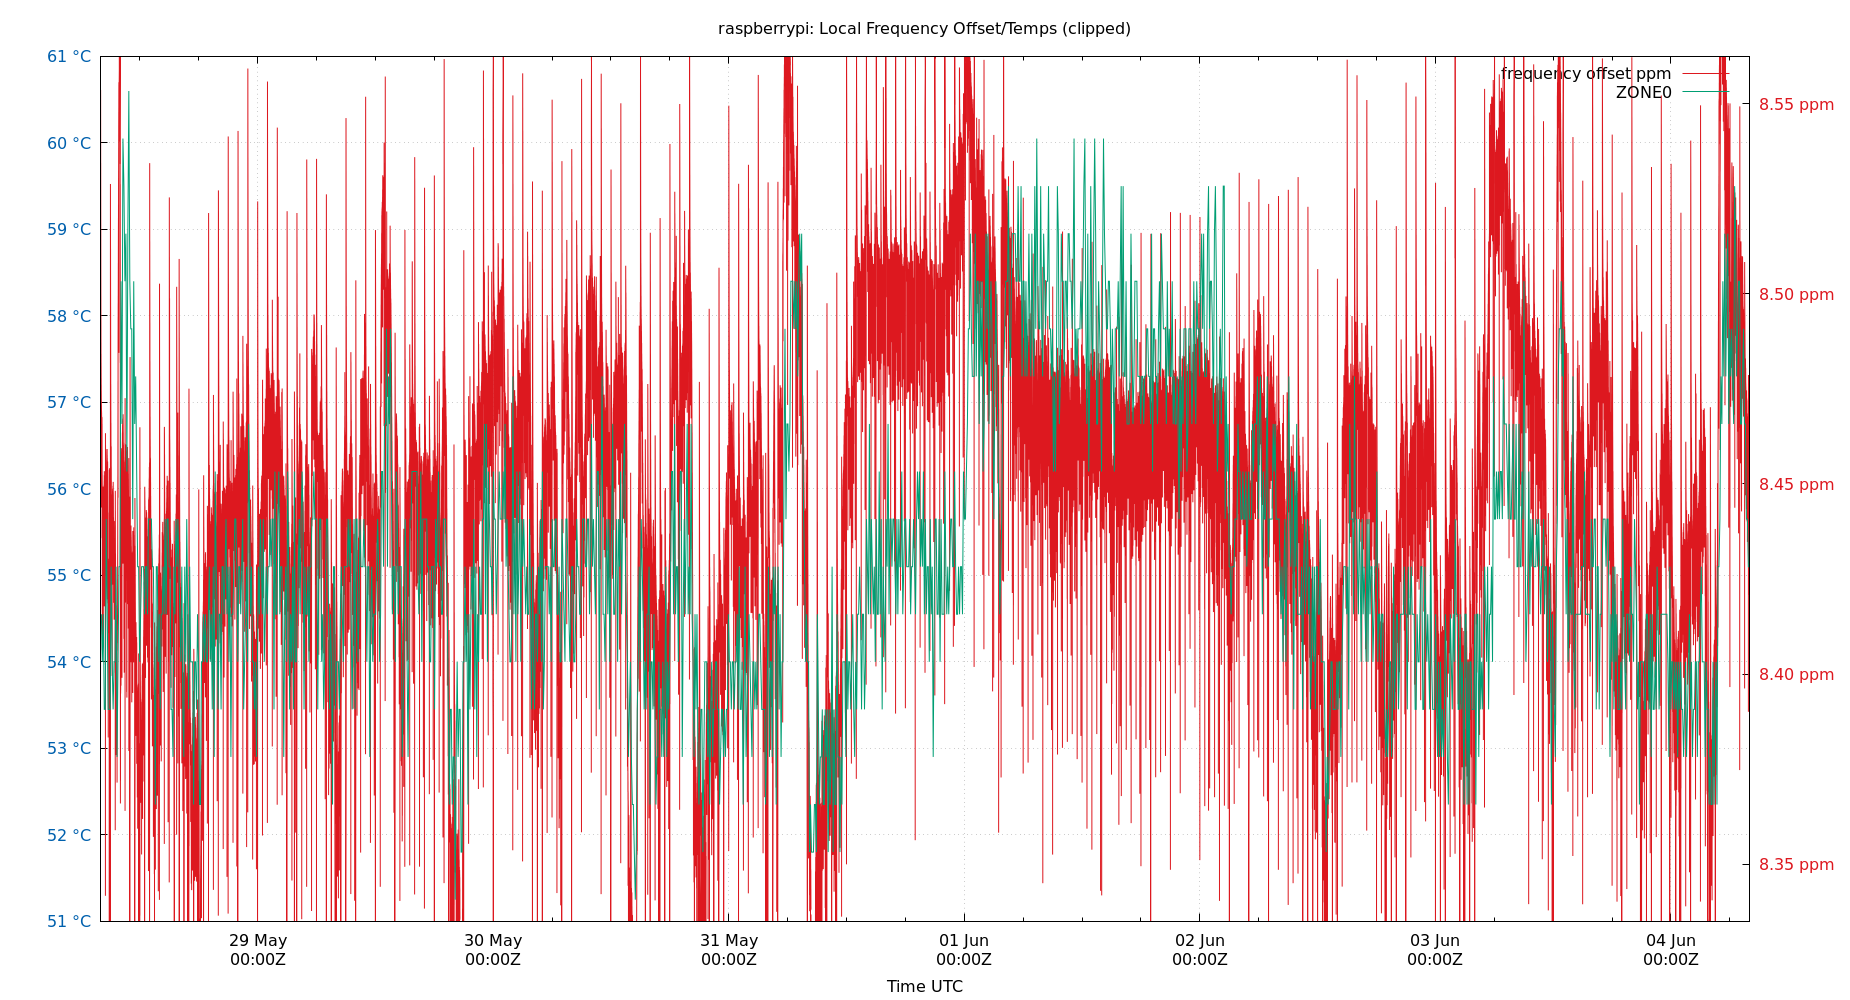 raspberrypi: Local Frequency Offset/Temps (clipped)
61 °C
60 °C
59 °C
58 °C
57 °C
56 °C
55 °C
54 °C
53 °C
52 °C
51 °C
frequency offset ppm
ZONE0
8.55 ppm
8.50 ppm
8.45 ppm
8.40 ppm
8.35 ppm
29 May
00:00Z
30 May
00:00Z
31 May
00:00Z
01 Jun
00:00Z
02 Jun
00:00Z
03 Jun
00:00Z
04 Jun
00:00Z
Time UTC